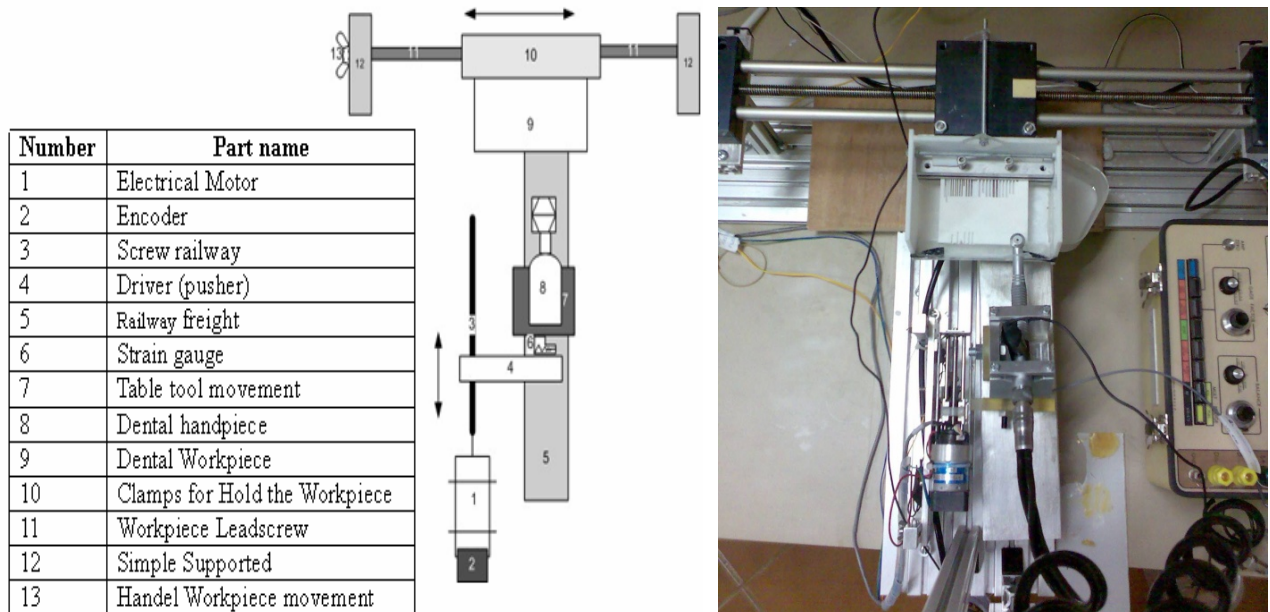 Number Part name
1 Electrical Motor
2 Encoder
3 Screw railway
4 Driver (pusher)
5 Railway freight
6 Strain gauge
7 Table tool movement
8 Dental handpiece
9 Dental Workpiece
10 Clamps for Hold the Workpiece
11 Workpiece Leadscrew
12 Simple Supported
13 Handel Workpiece movement
13
12
11
10
11
12
9
8
7
3
6
4
5
1
2